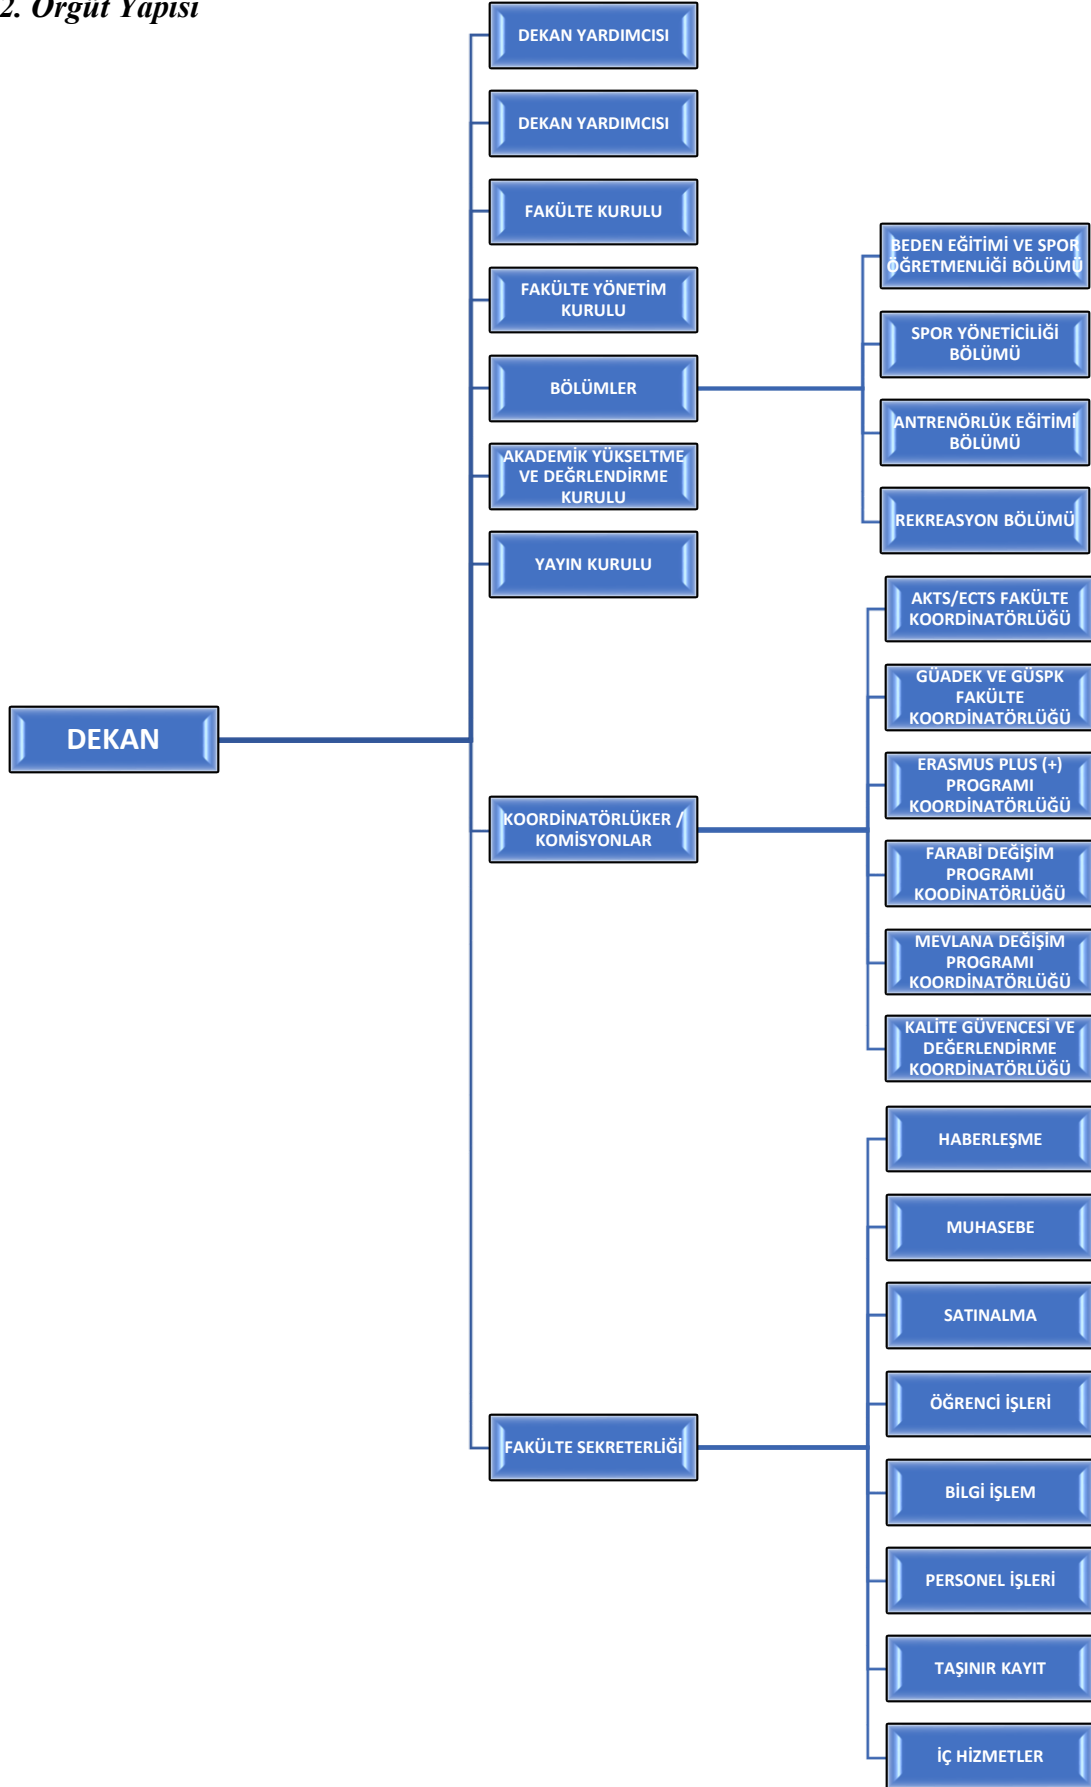 2. Örgüt Yapısı
DEKAN
DEKAN YARDIMCISI
DEKAN YARDIMCISI
FAKÜLTE KURULU
FAKÜLTE YÖNETİM
KURULU
BÖLÜMLER
BEDEN EĞİTİMİ VE SPOR
ÖĞRETMENLİĞİ BÖLÜMÜ
SPOR YÖNETİCİLİĞİ
BÖLÜMÜ
ANTRENÖRLÜK EĞİTİMİ
BÖLÜMÜ
REKREASYON BÖLÜMÜ
AKADEMİK YÜKSELTME
VE DEĞRLENDİRME
KURULU
YAYIN KURULU
KOORDİNATÖRLÜKER /
KOMİSYONLAR
AKTS/ECTS FAKÜLTE
KOORDİNATÖRLÜĞÜ
GÜADEK VE GÜSPK
FAKÜLTE
KOORDİNATÖRLÜĞÜ
ERASMUS PLUS (+)
PROGRAMI
KOORDİNATÖRLÜĞÜ
FARABİ DEĞİŞİM
PROGRAMI
KOODİNATÖRLÜĞÜ
MEVLANA DEĞİŞİM
PROGRAMI
KOORDİNATÖRLÜĞÜ
KALİTE GÜVENCESİ VE
DEĞERLENDİRME
KOORDİNATÖRLÜĞÜ
FAKÜLTE SEKRETERLİĞİ
HABERLEŞME
MUHASEBE
SATINALMA
ÖĞRENCİ İŞLERİ
BİLGİ İŞLEM
PERSONEL İŞLERİ
TAŞINIR KAYIT
İÇ HİZMETLER